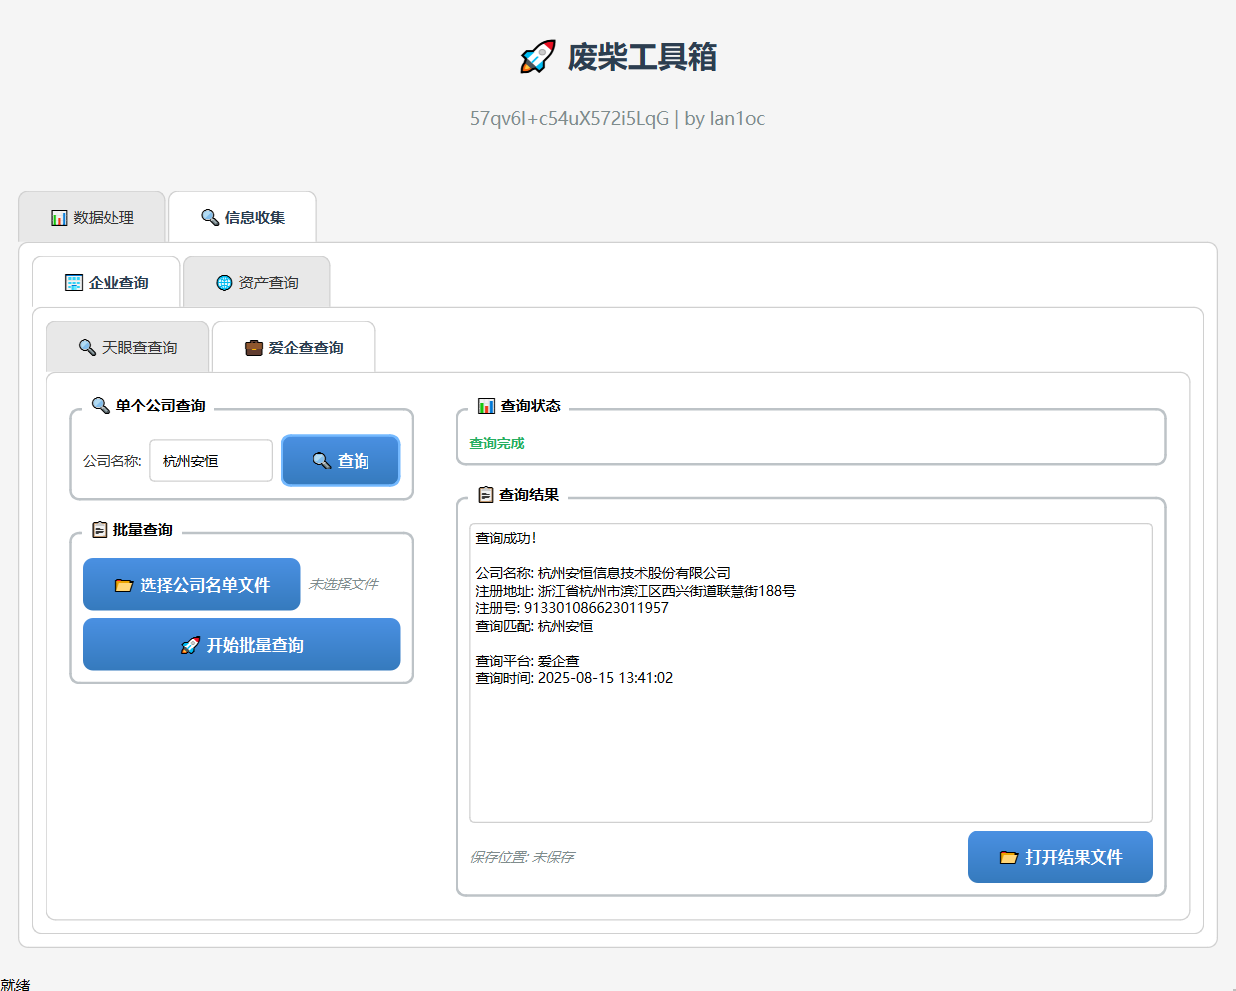 废柴工具箱
57qv6I+c54uX572i5LqG | by lan1oc
数据处理
信息收集
企业查询
资产查询
天眼查查询
爱企查查询
单个公司查询
公司名称:
杭州安恒
查询
批量查询
选择公司名单文件
未选择文件
开始批量查询
查询状态
查询完成
查询结果
查询成功!
公司名称: 杭州安恒信息技术股份有限公司
注册地址: 浙江省杭州市滨江区西兴街道联慧街188号
注册号: 913301086623011957
查询匹配: 杭州安恒
查询平台: 爱企查
查询时间: 2025-08-15 13:41:02
保存位置: 未保存
打开结果文件
就绪